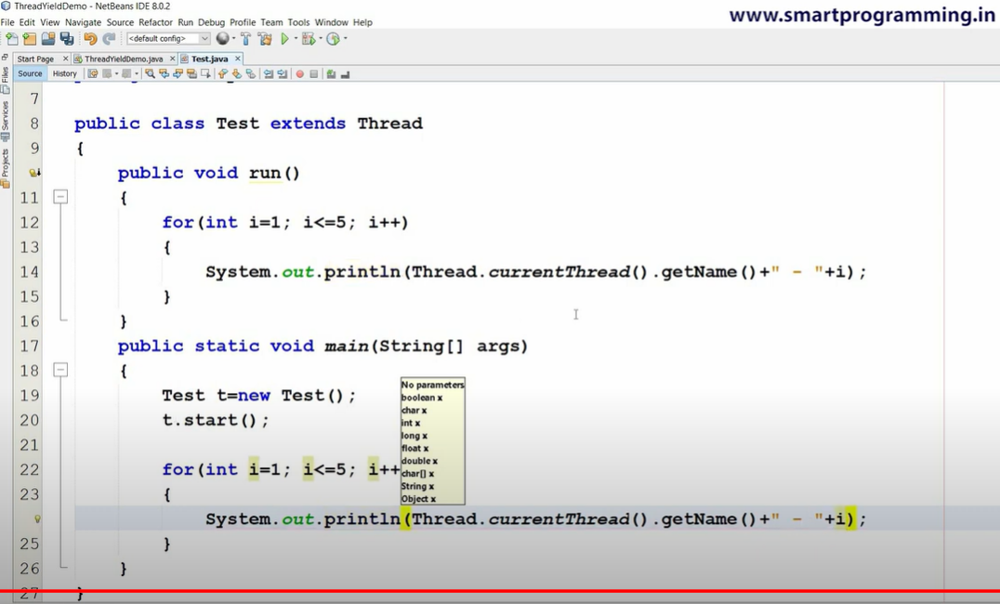 ThreadYieldDemo - NetBeans IDE 8.0.2
www.smartprogramming.in
File Edit View Navigate Source Refactor Run Debug Profile Team Tools Window Help
<default config>
Start Page ThreadYieldDemo.java Test.java
Source History
Files
Services
Projects
7
8 public class Test extends Thread
9 {
public void run()
11 {
12 for(int i=1; i<=5; i++)
13 {
14 System.out.println(Thread.currentThread().getName()+" - "+i);
15 }
16 }
17 public static void main(String[] args)
18 {
19 Test t=new Test();
20 t.start();
21
22 for(int i=1; i<=5; i++
23 {
System.out.println(Thread.currentThread().getName()+" - "+i);
25 }
26 }
27 }
No parameters
boolean x
char x
int x
long x
float x
double x
char[] x
String x
Object x